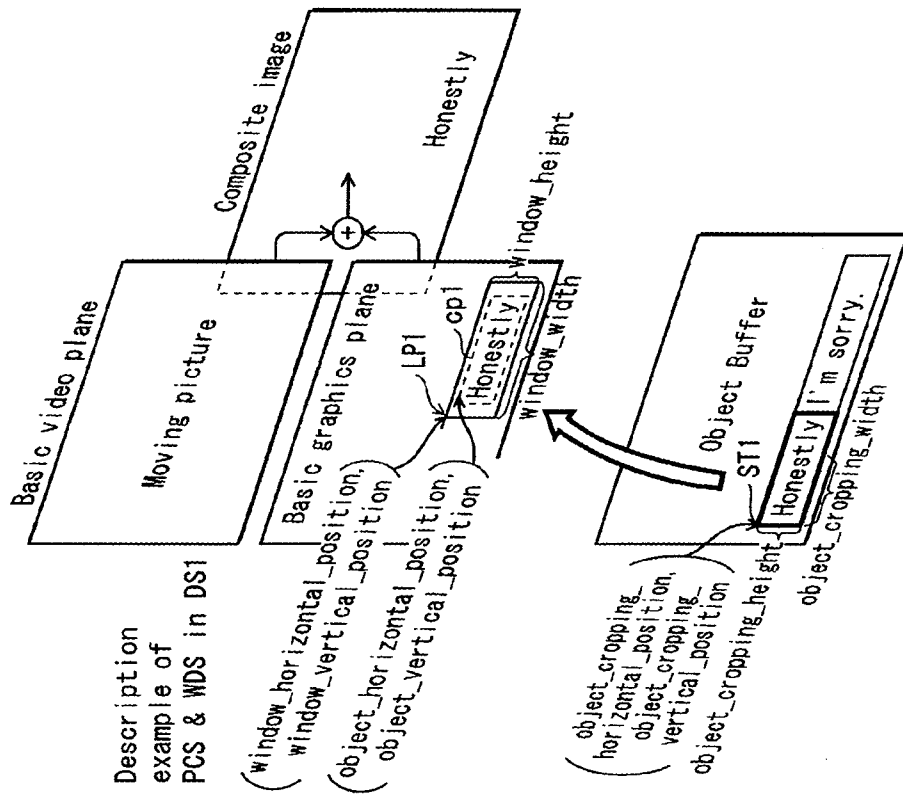 Description
example of
PCS & WDS in DS1
Basic video plane
Moving picture
Composite image
Honestly
Basic graphics plane
(window_horizontal_position,
window_vertical_position)
(object_horizontal_position,
object_vertical_position)
LP1
cp1
Honestly
window_height
window_width
Object Buffer
(object_cropping_
horizontal_position,
object_cropping_
vertical_position)
ST1
Honestly
I'm sorry.
object_cropping_height
object_cropping_width